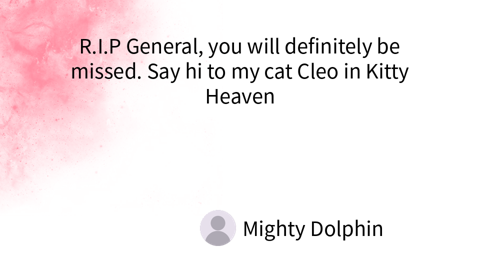 R.I.P General, you will definitely be
missed. Say hi to my cat Cleo in Kitty
Heaven
Mighty Dolphin